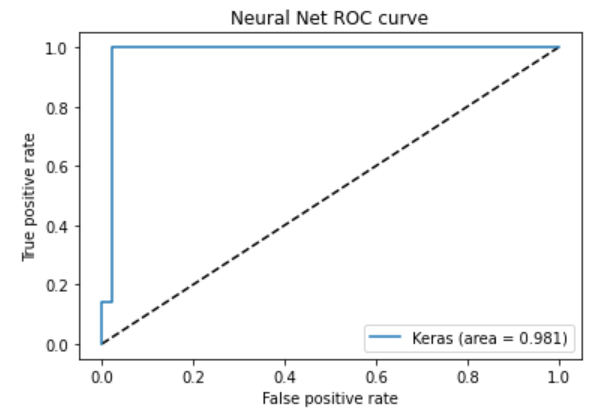 Neural Net ROC curve
True positive rate
1.0
0.8
0.6
0.4
0.2
0.0
Keras (area = 0.981)
0.0 0.2 0.4 0.6 0.8 1.0
False positive rate